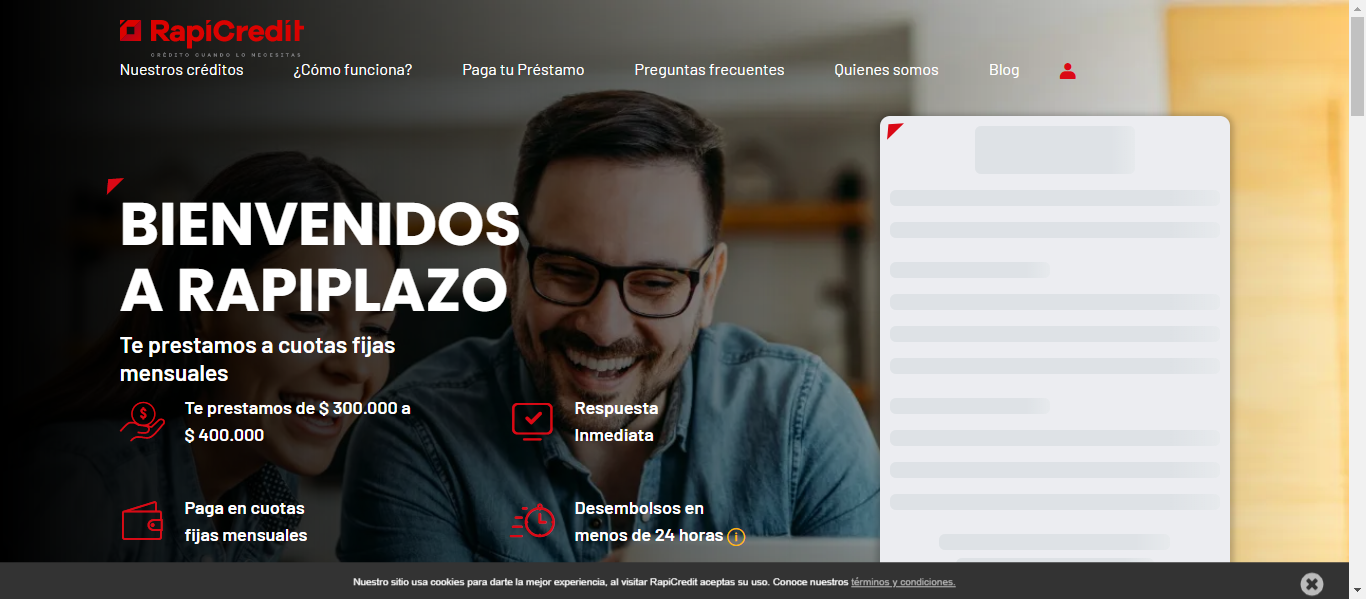 RapiCredit
CRÉDITO CUANDO LO NECESITAS
Nuestros créditos
¿Cómo funciona?
Paga tu Préstamo
Preguntas frecuentes
Quienes somos
Blog
BIENVENIDOS
A RAPIPLAZO
Te prestamos a cuotas fijas
mensuales
Te prestamos de $ 300.000 a
$ 400.000
Respuesta
Inmediata
Paga en cuotas
fijas mensuales
Desembolsos en
menos de 24 horas
Nuestro sitio usa cookies para darte la mejor experiencia, al visitar RapiCredit aceptas su uso. Conoce nuestros términos y condiciones.